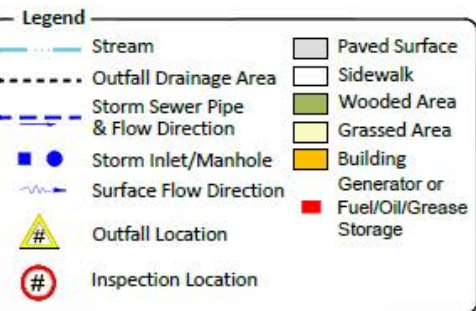 Legend
Stream
Outfall Drainage Area
Storm Sewer Pipe
& Flow Direction
Storm Inlet/Manhole
Surface Flow Direction
#
Outfall Location
#
Inspection Location
Paved Surface
Sidewalk
Wooded Area
Grassed Area
Building
Generator or
Fuel/Oil/Grease
Storage